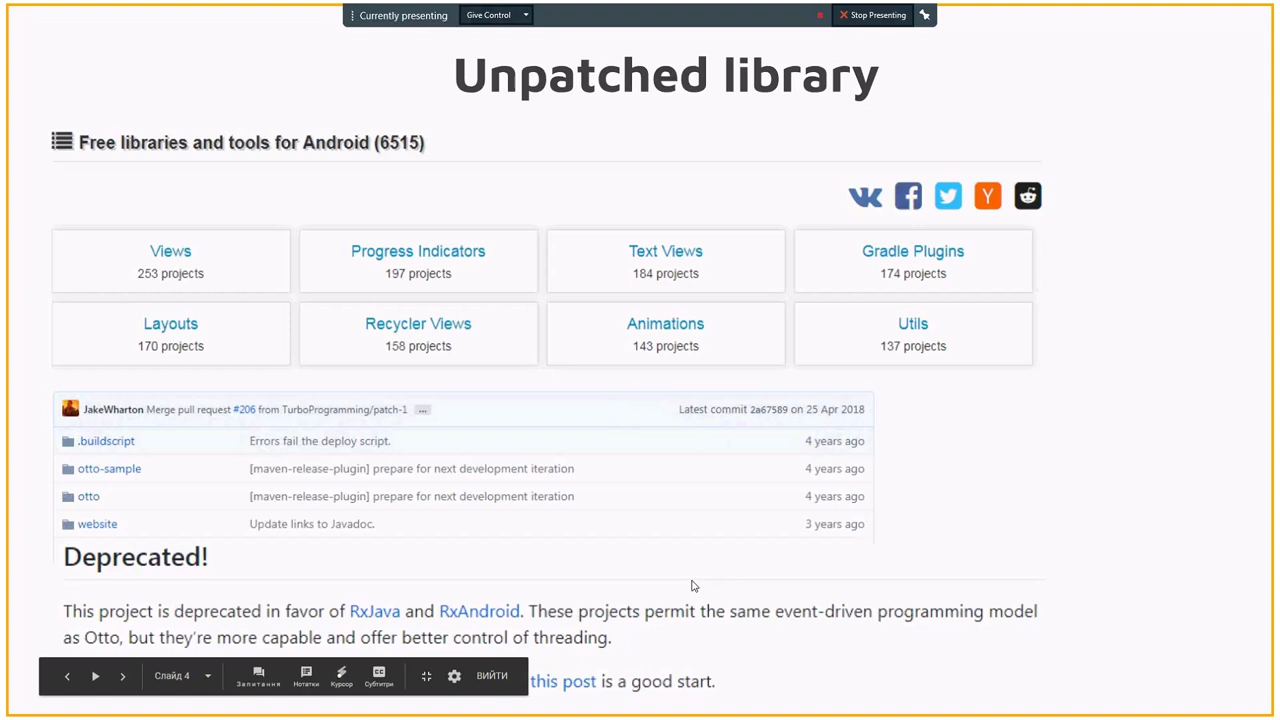 Currently presenting
Give Control
Stop Presenting
Unpatched library
Free libraries and tools for Android (6515)
Views
253 projects
Progress Indicators
197 projects
Text Views
184 projects
Gradle Plugins
174 projects
Layouts
170 projects
Recycler Views
158 projects
Animations
143 projects
Utils
137 projects
JakeWharton Merge pull request #206 from TurboProgramming/patch-1 ...
Latest commit 2a67589 on 25 Apr 2018
.buildscript Errors fail the deploy script. 4 years ago
otto-sample [maven-release-plugin] prepare for next development iteration 4 years ago
otto [maven-release-plugin] prepare for next development iteration 4 years ago
website Update links to Javadoc. 3 years ago
Deprecated!
This project is deprecated in favor of RxJava and RxAndroid. These projects permit the same event-driven programming model
as Otto, but they're more capable and offer better control of threading.
this post is a good start.
Слайд 4
Запитання
Нотатки
Курсор
Субтитри
ВИЙТИ